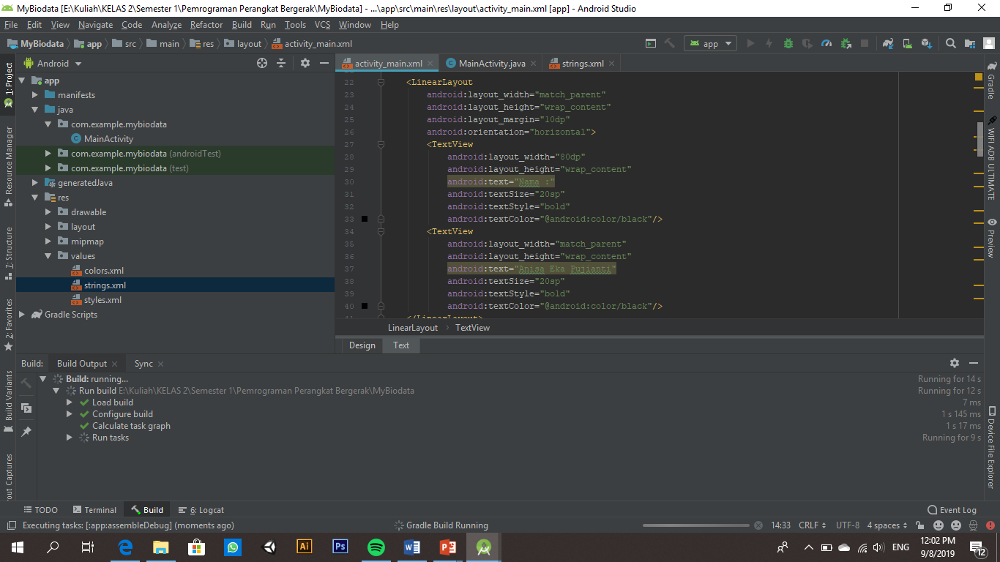 MyBiodata [E:\Kuliah\KELAS 2\Semester 1\Pemrograman Perangkat Bergerak\MyBiodata] - ...\app\src\main\res\layout\activity_main.xml [app] - Android Studio
File Edit View Navigate Code Analyze Refactor Build Run Tools VCS Window Help
MyBiodata app src main res layout activity_main.xml
app
Android
activity_main.xml MainActivity.java strings.xml
1: Project
Resource Manager
7: Structure
2: Favorites
Build Variants
out Captures
app
manifests
java
com.example.mybiodata
MainActivity
com.example.mybiodata (androidTest)
com.example.mybiodata (test)
generatedJava
res
drawable
layout
mipmap
values
colors.xml
strings.xml
styles.xml
Gradle Scripts
22 <LinearLayout
23 android:layout_width="match_parent"
24 android:layout_height="wrap_content"
25 android:layout_margin="10dp"
26 android:orientation="horizontal">
27 <TextView
28 android:layout_width="80dp"
29 android:layout_height="wrap_content"
30 android:text="Nama :"
31 android:textSize="20sp"
32 android:textStyle="bold"
33 android:textColor="@android:color/black"/>
34 <TextView
35 android:layout_width="match_parent"
36 android:layout_height="wrap_content"
37 android:text="Anisa Eka Pujianti"
38 android:textSize="20sp"
39 android:textStyle="bold"
40 android:textColor="@android:color/black"/>
41 </LinearLayout>
LinearLayout TextView
Design Text
Gradle
WIFI ADB ULTIMATE
Preview
Device File Explorer
Build: Build Output Sync
Build: running... Running for 14 s
Run build E:\Kuliah\KELAS 2\Semester 1\Pemrograman Perangkat Bergerak\MyBiodata Running for 12 s
Load build 7 ms
Configure build 1 s 145 ms
Calculate task graph 1 s 17 ms
Run tasks Running for 9 s
TODO Terminal Build 6: Logcat Event Log
Executing tasks: [:app:assembleDebug] (moments ago) Gradle Build Running 14:33 CRLF UTF-8 4 spaces
Ai Ps
ENG 12:02 PM
9/8/2019
12